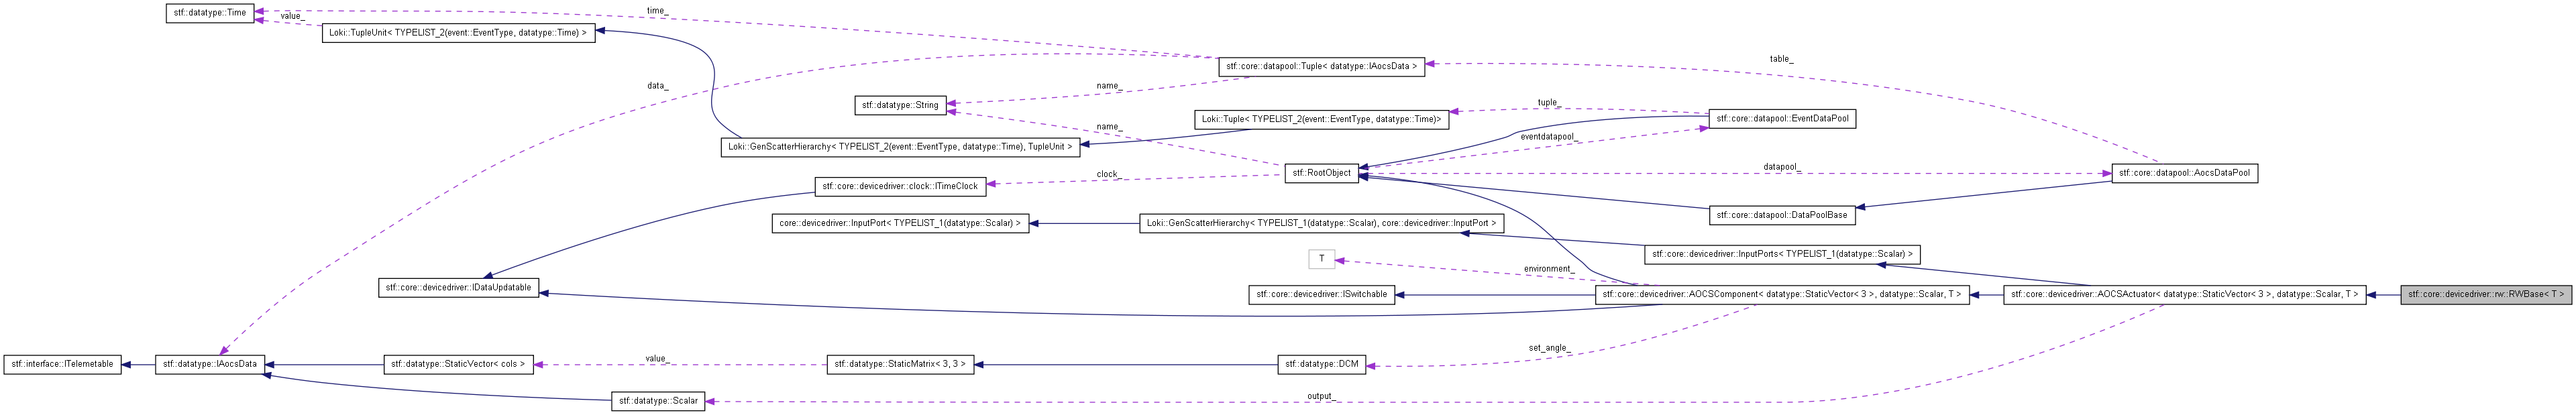 stf::datatype::Time
time_
value_
Loki::TupleUnit< TYPELIST_2(event::EventType, datatype::Time) >
table_
stf::core::datapool::Tuple< datatype::IAocsData >
data_
name_
stf::datatype::String
tuple_
Loki::Tuple< TYPELIST_2(event::EventType, datatype::Time)>
stf::core::datapool::EventDataPool
name_
eventdatapool_
Loki::GenScatterHierarchy< TYPELIST_2(event::EventType, datatype::Time), TupleUnit >
datapool_
clock_
stf::RootObject
stf::core::datapool::AocsDataPool
stf::core::devicedriver::clock::ITimeClock
stf::core::datapool::DataPoolBase
core::devicedriver::InputPort< TYPELIST_1(datatype::Scalar) >
Loki::GenScatterHierarchy< TYPELIST_1(datatype::Scalar), core::devicedriver::InputPort >
stf::core::devicedriver::InputPorts< TYPELIST_1(datatype::Scalar) >
T
environment_
stf::core::devicedriver::IDataUpdatable
stf::core::devicedriver::ISwitchable
stf::core::devicedriver::AOCSComponent< datatype::StaticVector< 3 >, datatype::Scalar, T >
stf::core::devicedriver::AOCSActuator< datatype::StaticVector< 3 >, datatype::Scalar, T >
stf::core::devicedriver::rw::RWBase< T >
set_angle_
value_
stf::interface::ITelemetable
stf::datatype::IAocsData
stf::datatype::StaticVector< cols >
stf::datatype::StaticMatrix< 3, 3 >
stf::datatype::DCM
output_
stf::datatype::Scalar